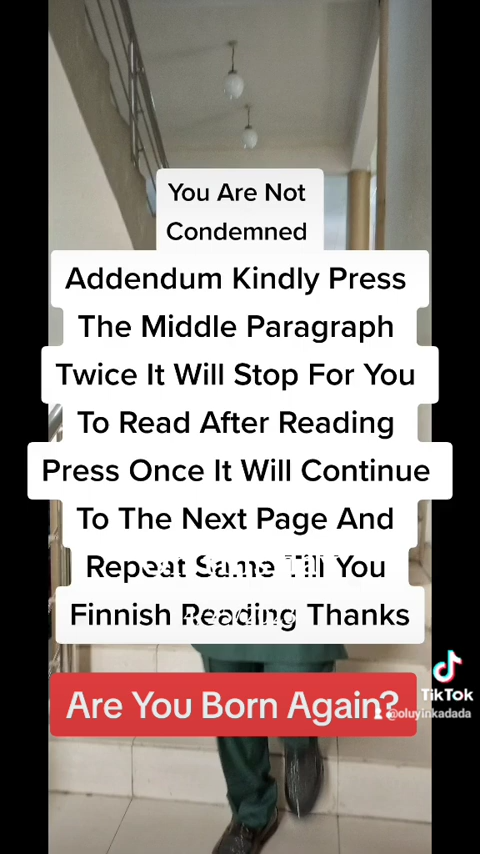 You Are Not
Condemned
Addendum Kindly Press
The Middle Paragraph
Twice It Will Stop For You
To Read After Reading
Press Once It Will Continue
To The Next Page And
Repeat Same Till You
Finnish Reading Thanks
Are You Born Again?
TikTok
@oluyinkadada